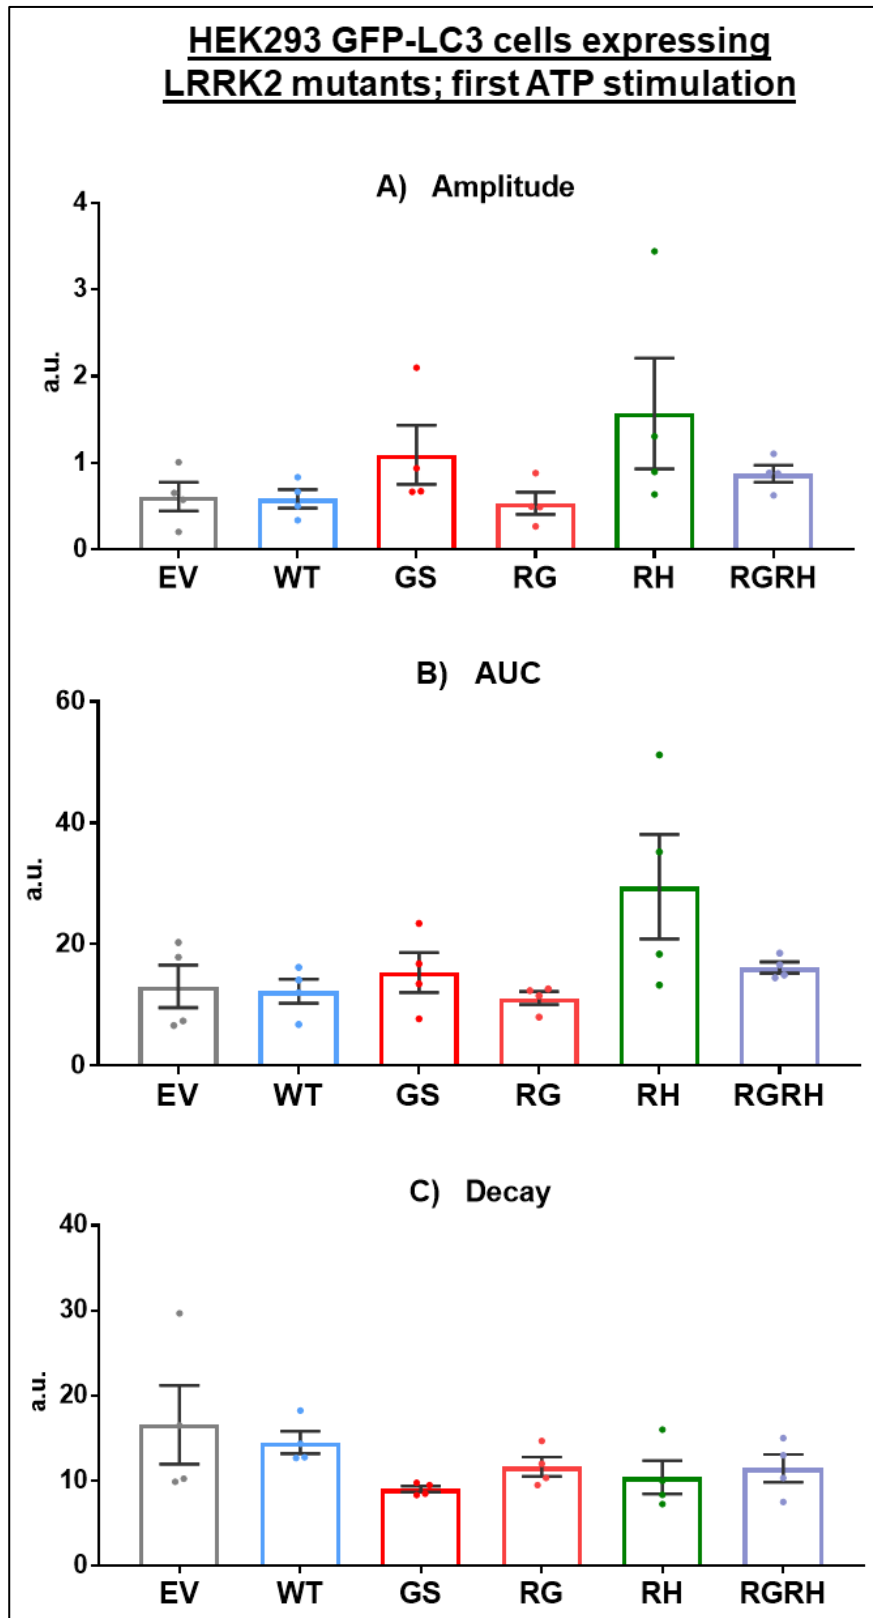 HEK293 GFP-LC3 cells expressing
LRRK2 mutants; first ATP stimulation
A) Amplitude
4
3
2
1
0
a.u.
EV WT GS RG RH RGRH
B) AUC
60
40
20
0
a.u.
EV WT GS RG RH RGRH
C) Decay
40
30
20
10
0
a.u.
EV WT GS RG RH RGRH